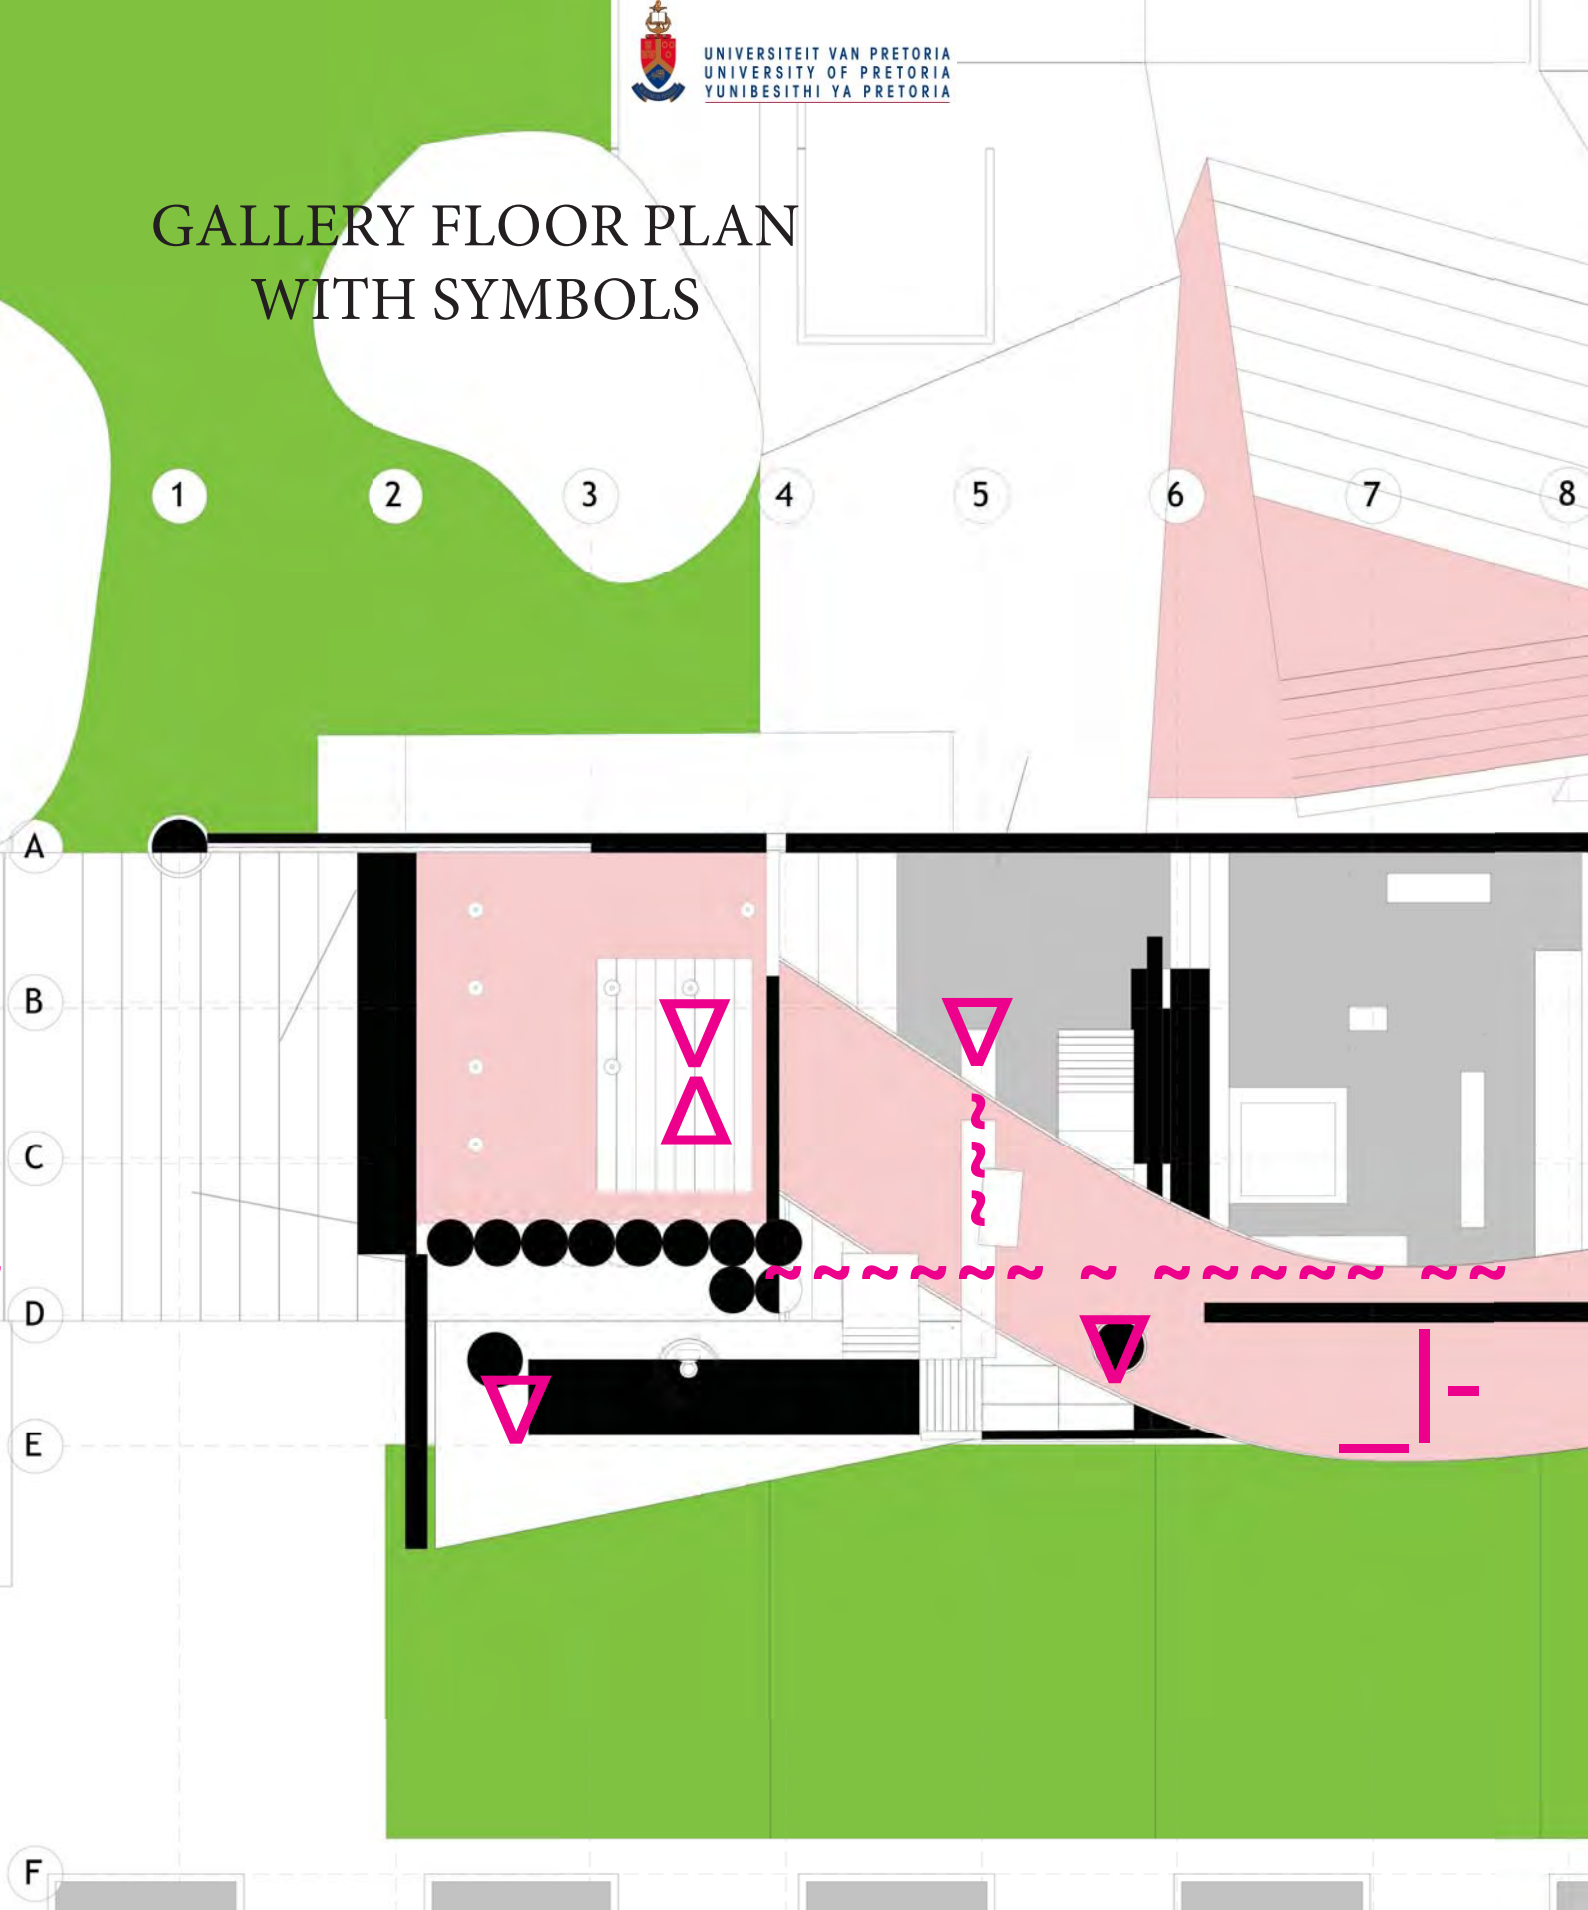 UNIVERSITEIT VAN PRETORIA
UNIVERSITY OF PRETORIA
YUNIBESITHI YA PRETORIA
GALLERY FLOOR PLAN
WITH SYMBOLS
1 2 3 4 5 6 7 8
A
B
C
D
E
F